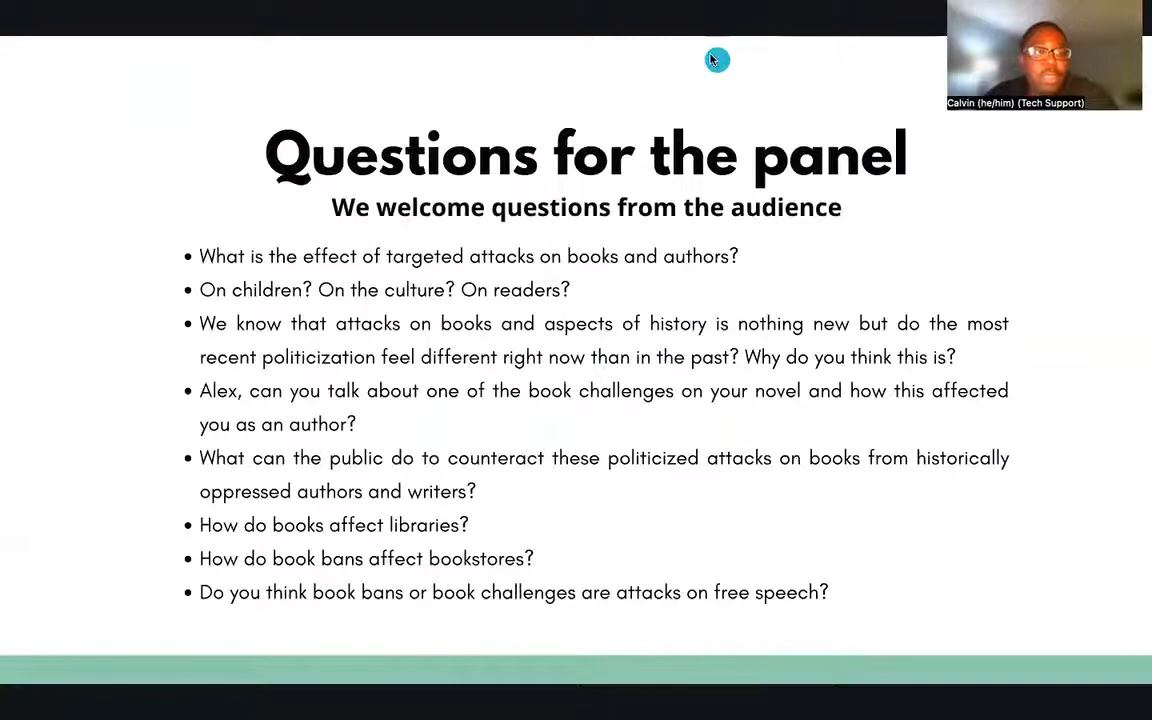 Calvin (he/him) (Tech Support)
Questions for the panel
We welcome questions from the audience
• What is the effect of targeted attacks on books and authors?
• On children? On the culture? On readers?
• We know that attacks on books and aspects of history is nothing new but do the most
recent politicization feel different right now than in the past? Why do you think this is?
• Alex, can you talk about one of the book challenges on your novel and how this affected
you as an author?
• What can the public do to counteract these politicized attacks on books from historically
oppressed authors and writers?
• How do books affect libraries?
• How do book bans affect bookstores?
• Do you think book bans or book challenges are attacks on free speech?